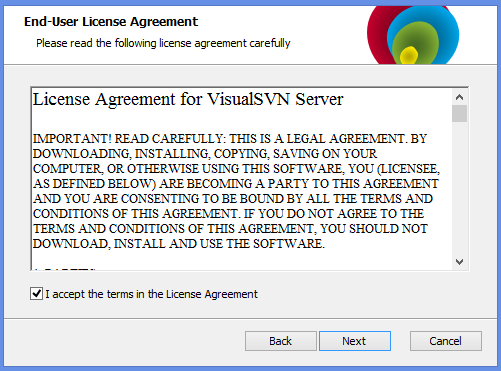 End-User License Agreement
Please read the following license agreement carefully
License Agreement for VisualSVN Server
IMPORTANT! READ CAREFULLY: THIS IS A LEGAL AGREEMENT. BY
DOWNLOADING, INSTALLING, COPYING, SAVING ON YOUR
COMPUTER, OR OTHERWISE USING THIS SOFTWARE, YOU (LICENSEE,
AS DEFINED BELOW) ARE BECOMING A PARTY TO THIS AGREEMENT
AND YOU ARE CONSENTING TO BE BOUND BY ALL THE TERMS AND
CONDITIONS OF THIS AGREEMENT. IF YOU DO NOT AGREE TO THE
TERMS AND CONDITIONS OF THIS AGREEMENT, YOU SHOULD NOT
DOWNLOAD, INSTALL AND USE THE SOFTWARE.
I accept the terms in the License Agreement
Back Next Cancel